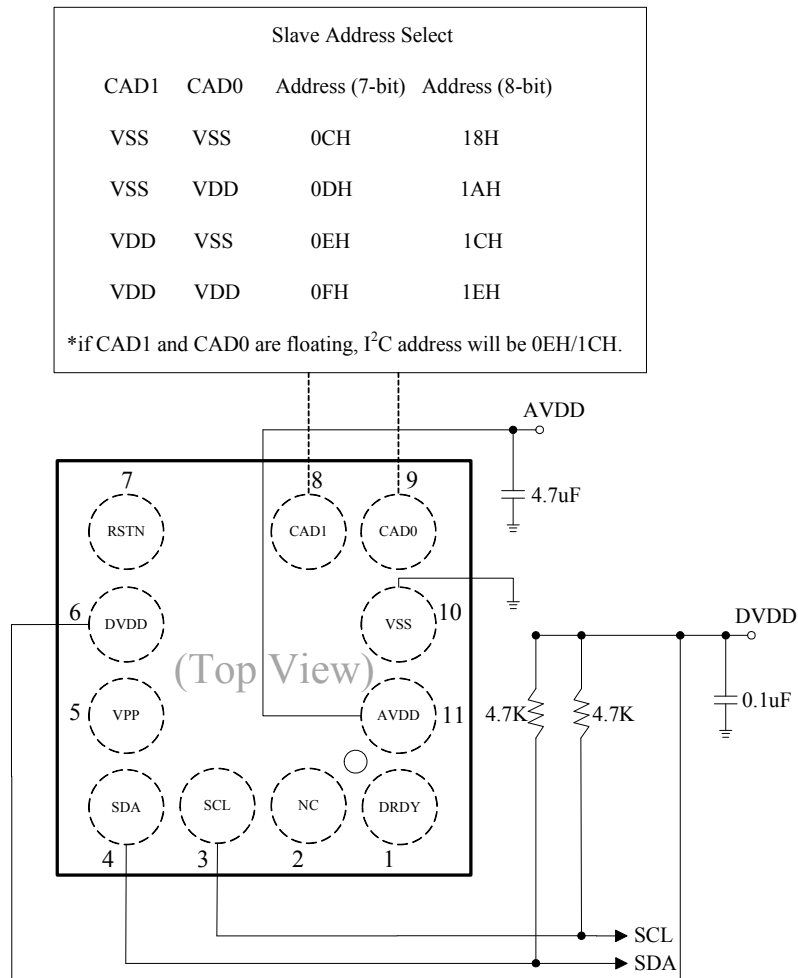 Slave Address Select
CAD1 CAD0 Address (7-bit) Address (8-bit)
VSS VSS 0CH 18H
VSS VDD 0DH 1AH
VDD VSS 0EH 1CH
VDD VDD 0FH 1EH
*if CAD1 and CAD0 are floating, I²C address will be 0EH/1CH.
AVDD
4.7uF
7 8 9
RSTN CAD1 CAD0
6 DVDD VSS 10
DVDD
(Top View)
5 VPP AVDD 11
4.7K 4.7K 0.1uF
SDA SCL NC DRDY
4 3 2 1
SCL
SDA